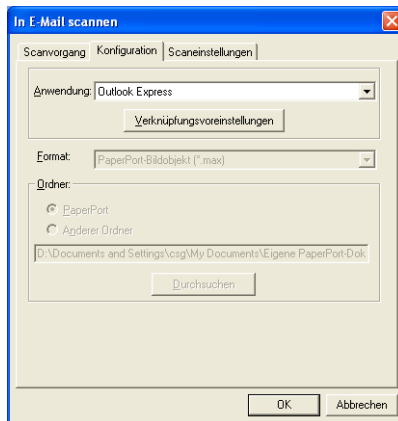 In E-Mail scannen
Scanvorgang Konfiguration Scaneinstellungen
Anwendung: Outlook Express
Verknüpfungsvoreinstellungen
Format: PaperPort-Bildobjekt (*.max)
Ordner:
PaperPort
Anderer Ordner
D:\Documents and Settings\csg\My Documents\Eigene PaperPort-Dok
Durchsuchen
OK Abbrechen